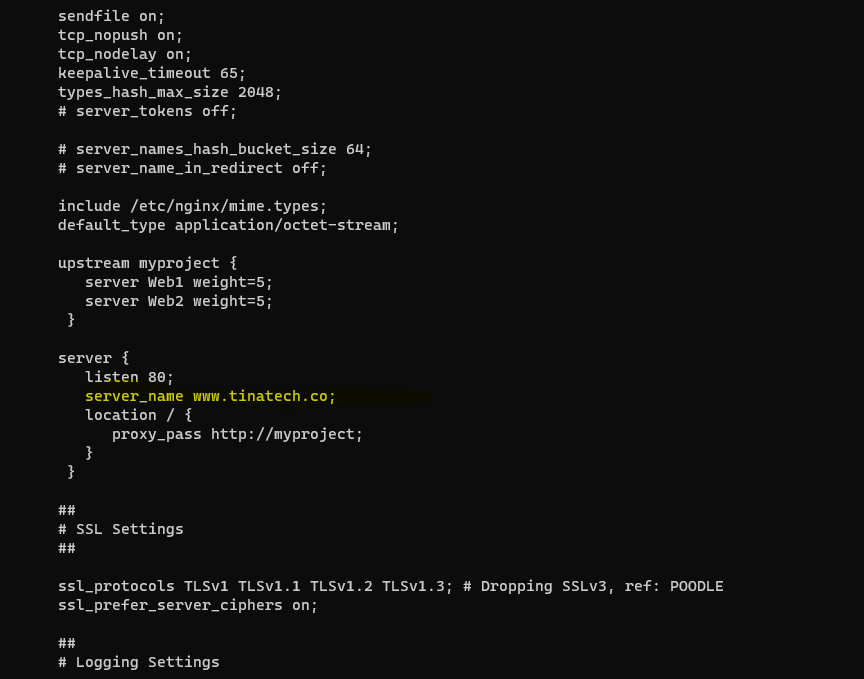 sendfile on;
tcp_nopush on;
tcp_nodelay on;
keepalive_timeout 65;
types_hash_max_size 2048;
# server_tokens off;

# server_names_hash_bucket_size 64;
# server_name_in_redirect off;

include /etc/nginx/mime.types;
default_type application/octet-stream;

upstream myproject {
   server Web1 weight=5;
   server Web2 weight=5;
 }

server {
   listen 80;
   server_name www.tinatech.co;
   location / {
      proxy_pass http://myproject;
   }
 }

##
# SSL Settings
##

ssl_protocols TLSv1 TLSv1.1 TLSv1.2 TLSv1.3; # Dropping SSLv3, ref: POODLE
ssl_prefer_server_ciphers on;

##
# Logging Settings